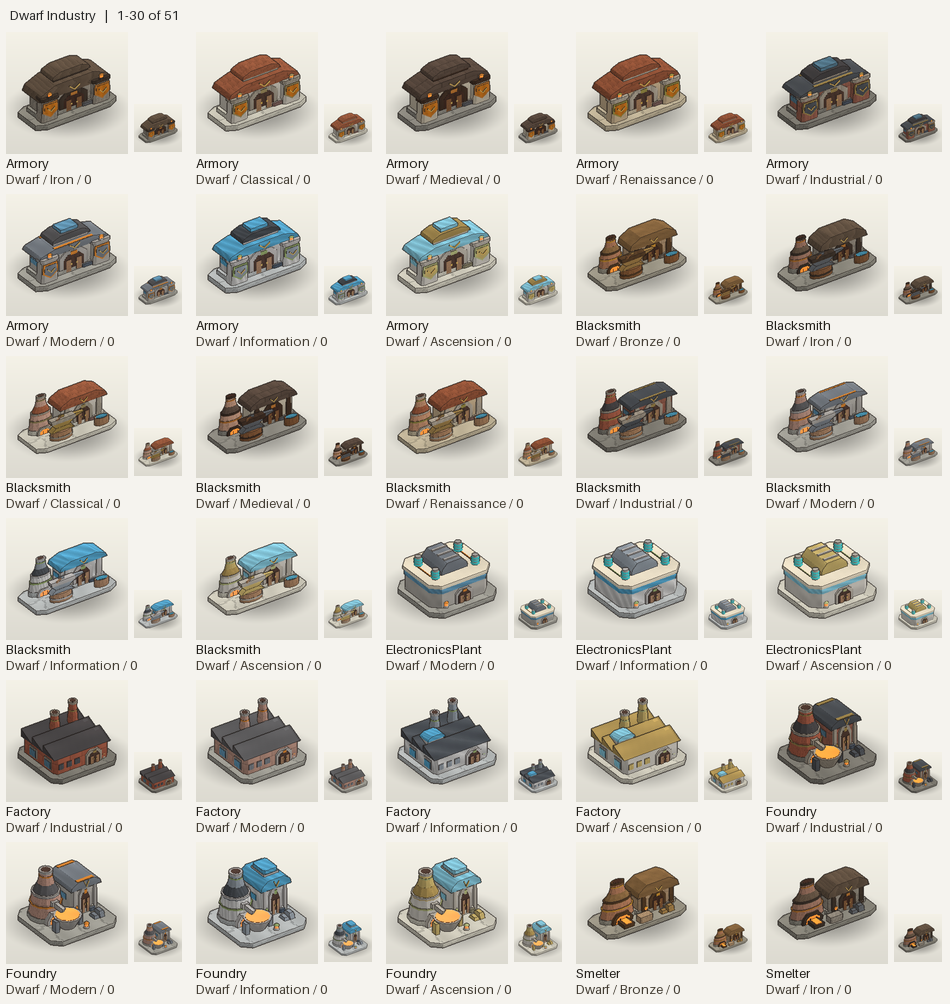 Dwarf Industry | 1-30 of 51
Armory
Dwarf / Iron / 0
Armory
Dwarf / Classical / 0
Armory
Dwarf / Medieval / 0
Armory
Dwarf / Renaissance / 0
Armory
Dwarf / Industrial / 0
Armory
Dwarf / Modern / 0
Armory
Dwarf / Information / 0
Armory
Dwarf / Ascension / 0
Blacksmith
Dwarf / Bronze / 0
Blacksmith
Dwarf / Iron / 0
Blacksmith
Dwarf / Classical / 0
Blacksmith
Dwarf / Medieval / 0
Blacksmith
Dwarf / Renaissance / 0
Blacksmith
Dwarf / Industrial / 0
Blacksmith
Dwarf / Modern / 0
Blacksmith
Dwarf / Information / 0
Blacksmith
Dwarf / Ascension / 0
ElectronicsPlant
Dwarf / Modern / 0
ElectronicsPlant
Dwarf / Information / 0
ElectronicsPlant
Dwarf / Ascension / 0
Factory
Dwarf / Industrial / 0
Factory
Dwarf / Modern / 0
Factory
Dwarf / Information / 0
Factory
Dwarf / Ascension / 0
Foundry
Dwarf / Industrial / 0
Foundry
Dwarf / Modern / 0
Foundry
Dwarf / Information / 0
Foundry
Dwarf / Ascension / 0
Smelter
Dwarf / Bronze / 0
Smelter
Dwarf / Iron / 0